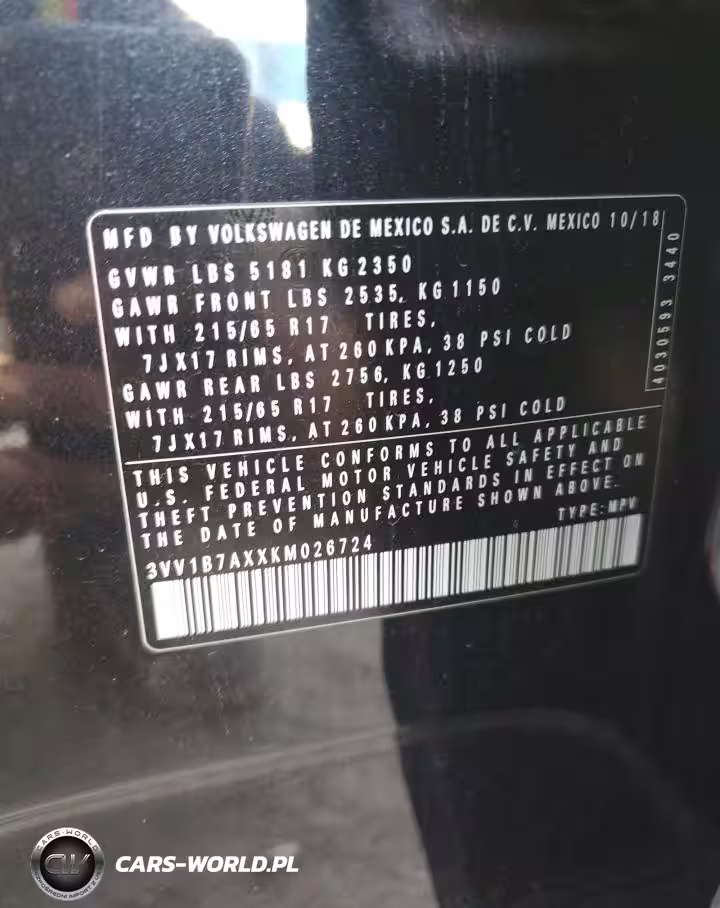 MFD BY VOLKSWAGEN DE MEXICO S.A. DE C.V. MEXICO 10/18
GVWR LBS 5181 KG 2350
GAWR FRONT LBS 2535, KG 1150
WITH 215/65 R17 TIRES,
7JX17 RIMS, AT 260 KPA, 38 PSI COLD
GAWR REAR LBS 2756, KG 1250
WITH 215/65 R17 TIRES,
7JX17 RIMS, AT 260 KPA, 38 PSI COLD
4030593 3440
THIS VEHICLE CONFORMS TO ALL APPLICABLE
U.S. FEDERAL MOTOR VEHICLE SAFETY AND
THEFT PREVENTION STANDARDS IN EFFECT ON
THE DATE OF MANUFACTURE SHOWN ABOVE.
TYPE: MPV
3VV1B7AXXKM026724
CARS-WORLD
CW
CARS-WORLD.PL